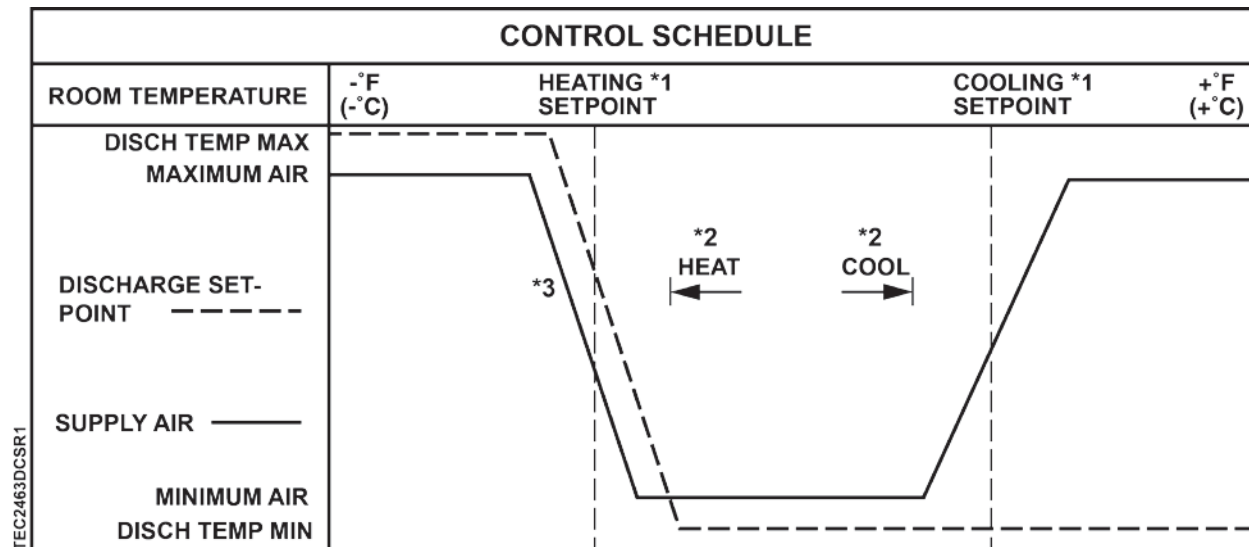 CONTROL SCHEDULE
ROOM TEMPERATURE
-°F
(-°C)
HEATING *1
SETPOINT
COOLING *1
SETPOINT
+°F
(+°C)
DISCH TEMP MAX
MAXIMUM AIR
*2
HEAT
*2
COOL
*3
DISCHARGE SET-
POINT
SUPPLY AIR
MINIMUM AIR
DISCH TEMP MIN
TEC2463DCSR1